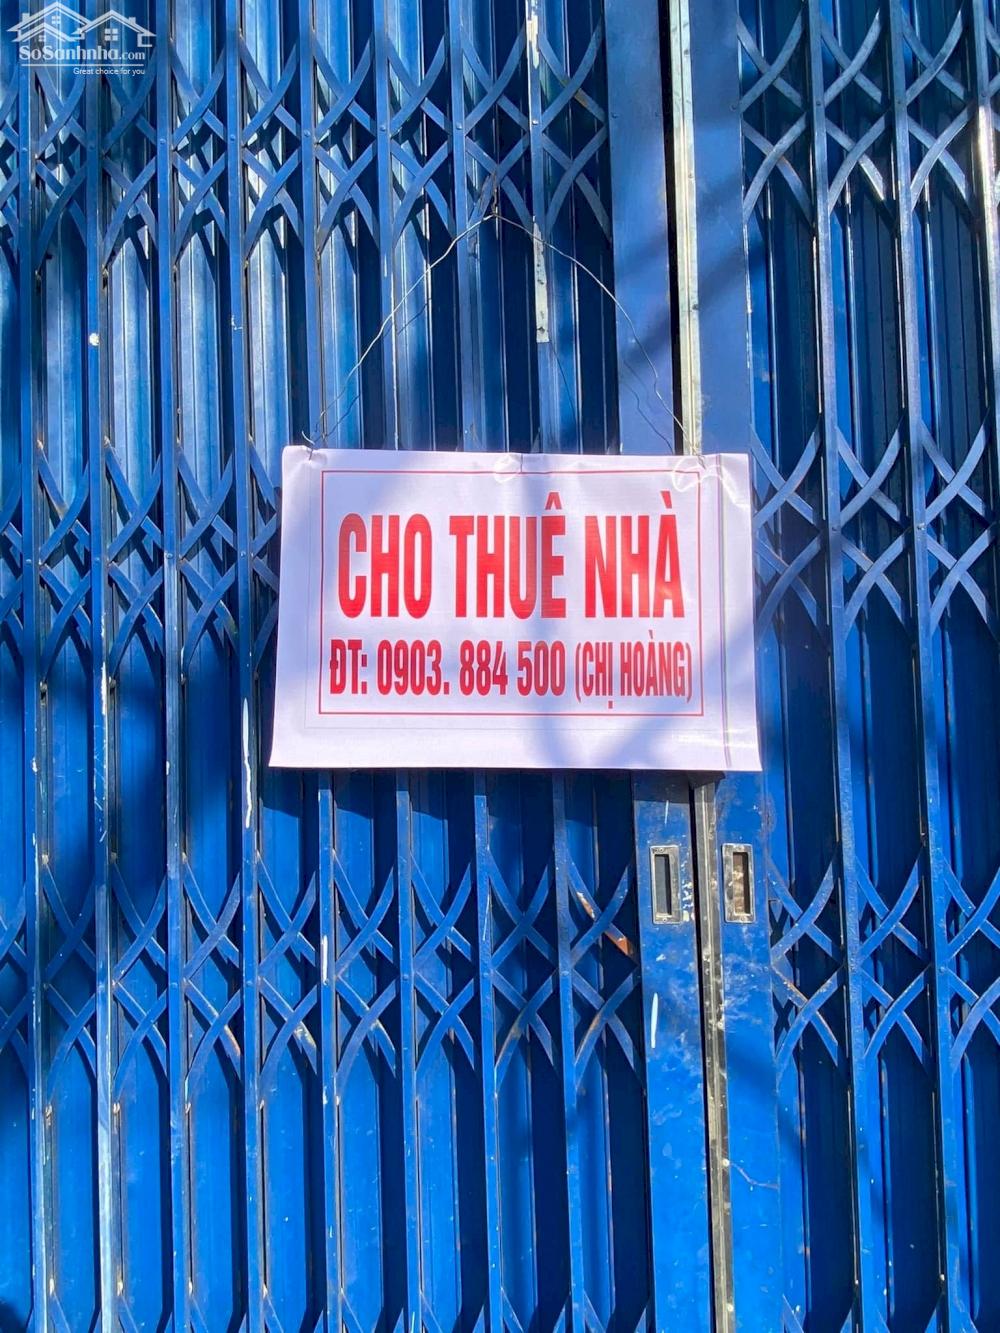 SoSanhnha.com
Great choice for you
CHO THUÊ NHÀ
ĐT: 0903. 884 500 (CHỊ HOÀNG)